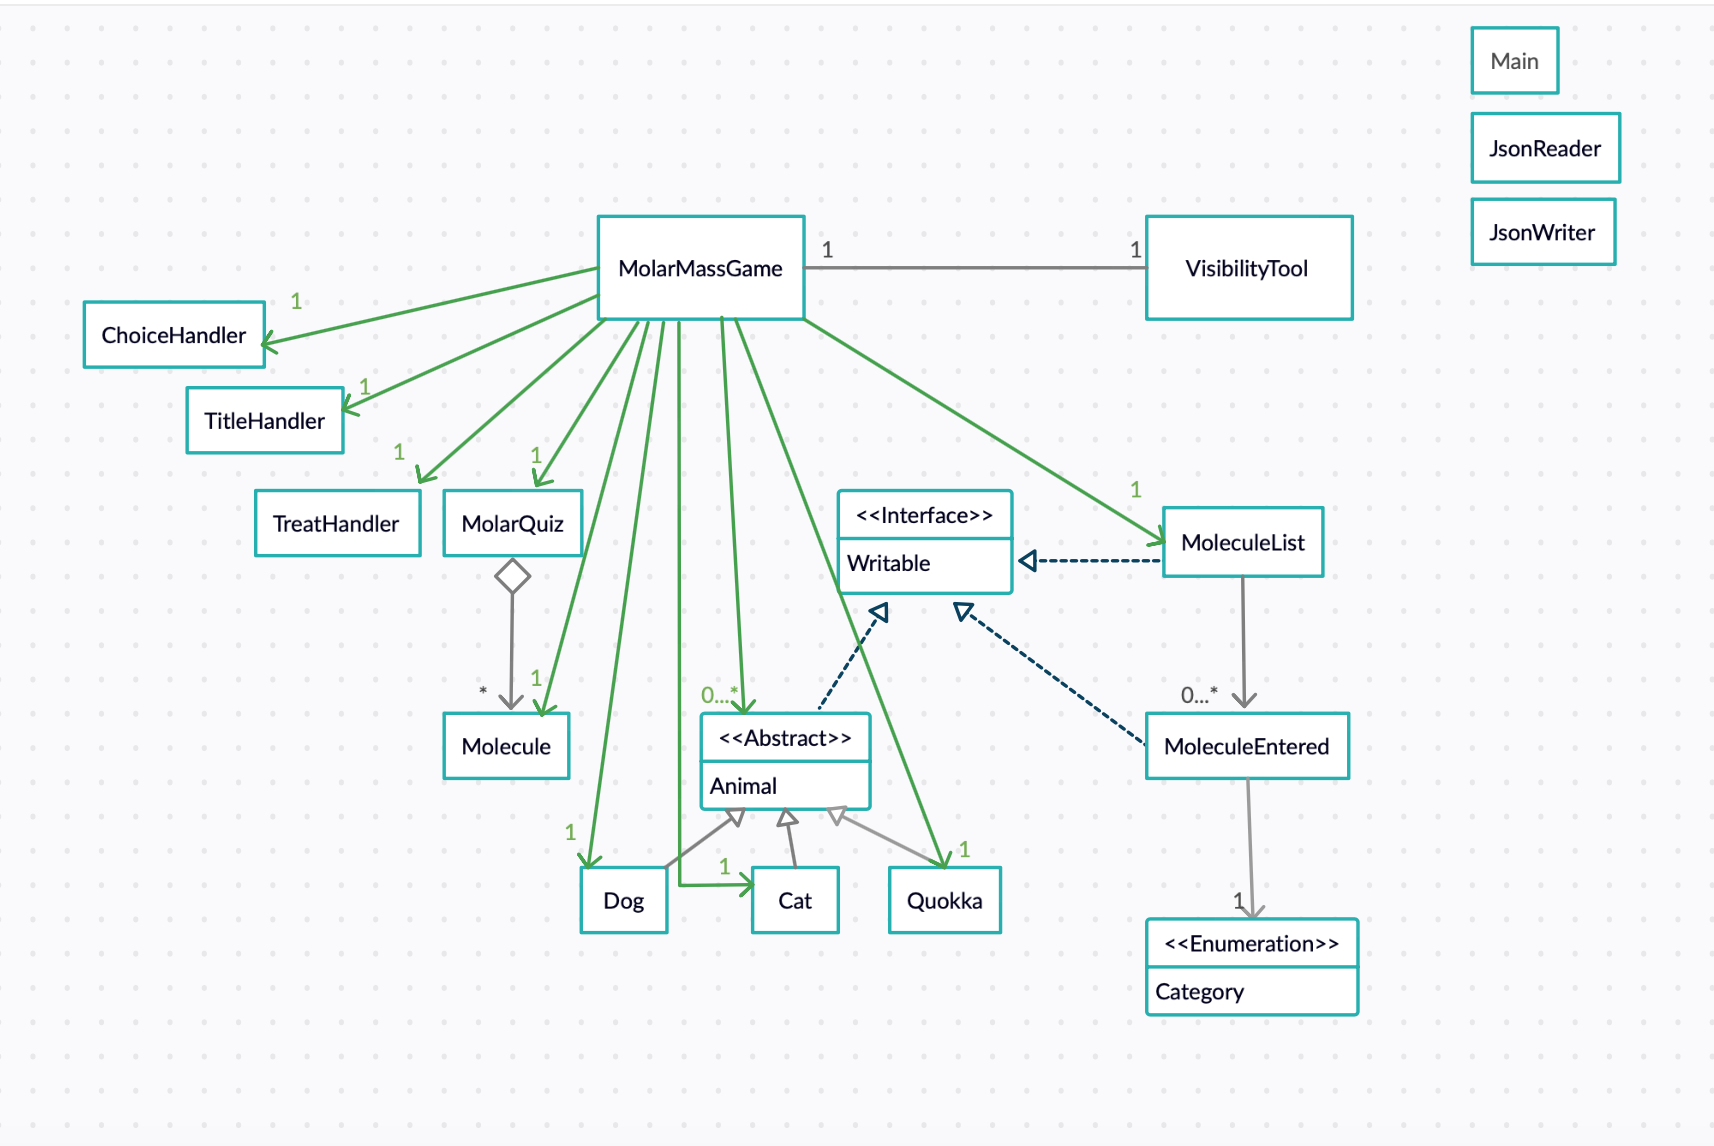 Main
JsonReader
JsonWriter
MolarMassGame
1
1
VisibilityTool
1
ChoiceHandler
1
TitleHandler
1
1
1
TreatHandler
MolarQuiz
<<Interface>>
Writable
MoleculeList
*
1
0...*
0...*
Molecule
<<Abstract>>
Animal
MoleculeEntered
1
1
1
Dog
Cat
Quokka
1
<<Enumeration>>
Category